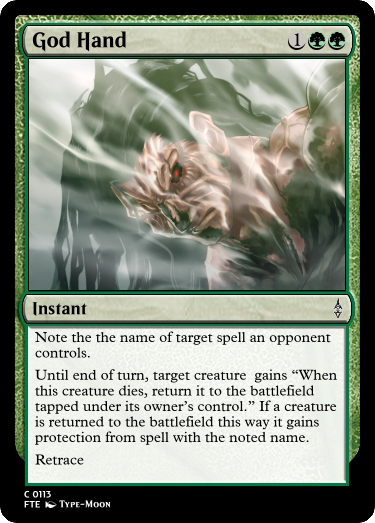 God Hand 1
Instant
Note the the name of target spell an opponent
controls.
Until end of turn, target creature  gains “When
this creature dies, return it to the battlefield
tapped under its owner’s control.” If a creature
is returned to the battlefield this way it gains
protection from spell with the noted name.
Retrace
C 0113
FTE Type-Moon